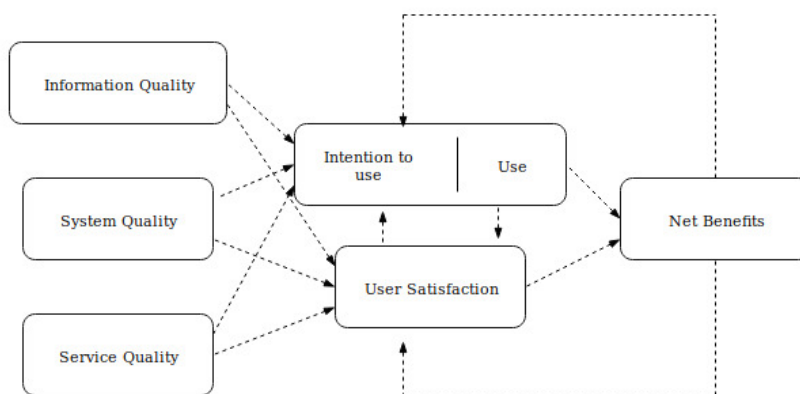 Information Quality
Intention to
use
Use
System Quality
Net Benefits
User Satisfaction
Service Quality